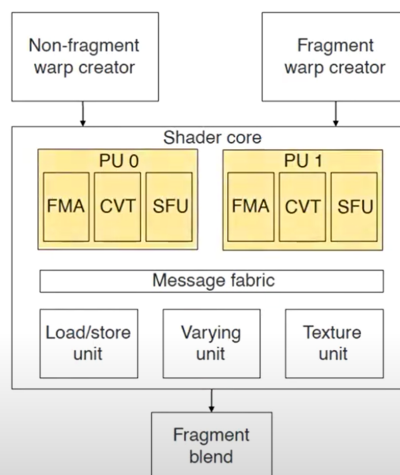 Non-fragment
warp creator
Fragment
warp creator
Shader core
PU 0
PU 1
FMA CVT SFU
FMA CVT SFU
Message fabric
Load/store
unit
Varying
unit
Texture
unit
Fragment
blend